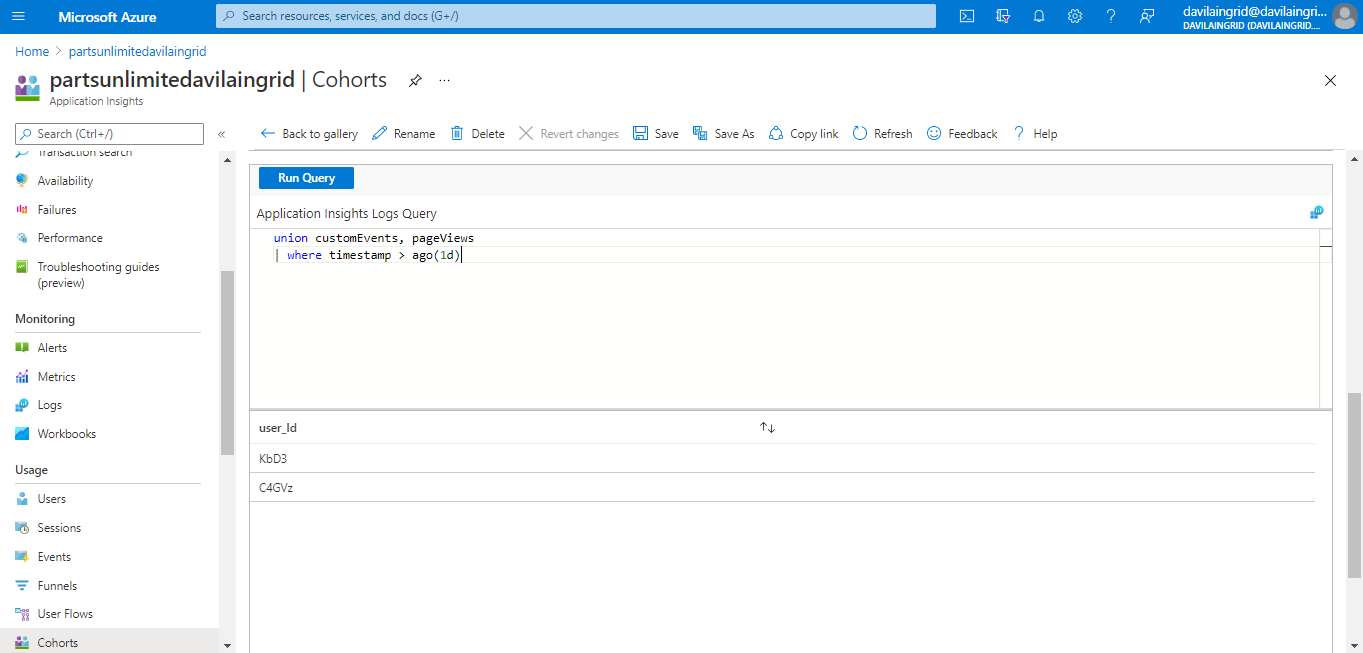 Microsoft Azure
Search resources, services, and docs (G+/)
davilaingrid@davilaingri...
DAVILAINGRID (DAVILAINGRID....
Home > partsunlimitedavilaingrid
partsunlimitedavilaingrid | Cohorts
...
Application Insights
Search (Ctrl+/)
«
Back to gallery
Rename
Delete
Revert changes
Save
Save As
Copy link
Refresh
Feedback
? Help
Transaction search
Availability
Failures
Performance
Troubleshooting guides
(preview)
Monitoring
Alerts
Metrics
Logs
Workbooks
Usage
Users
Sessions
Events
Funnels
User Flows
Cohorts
Run Query
Application Insights Logs Query
union customEvents, pageViews
| where timestamp > ago(1d)
user_Id
KbD3
C4GVz